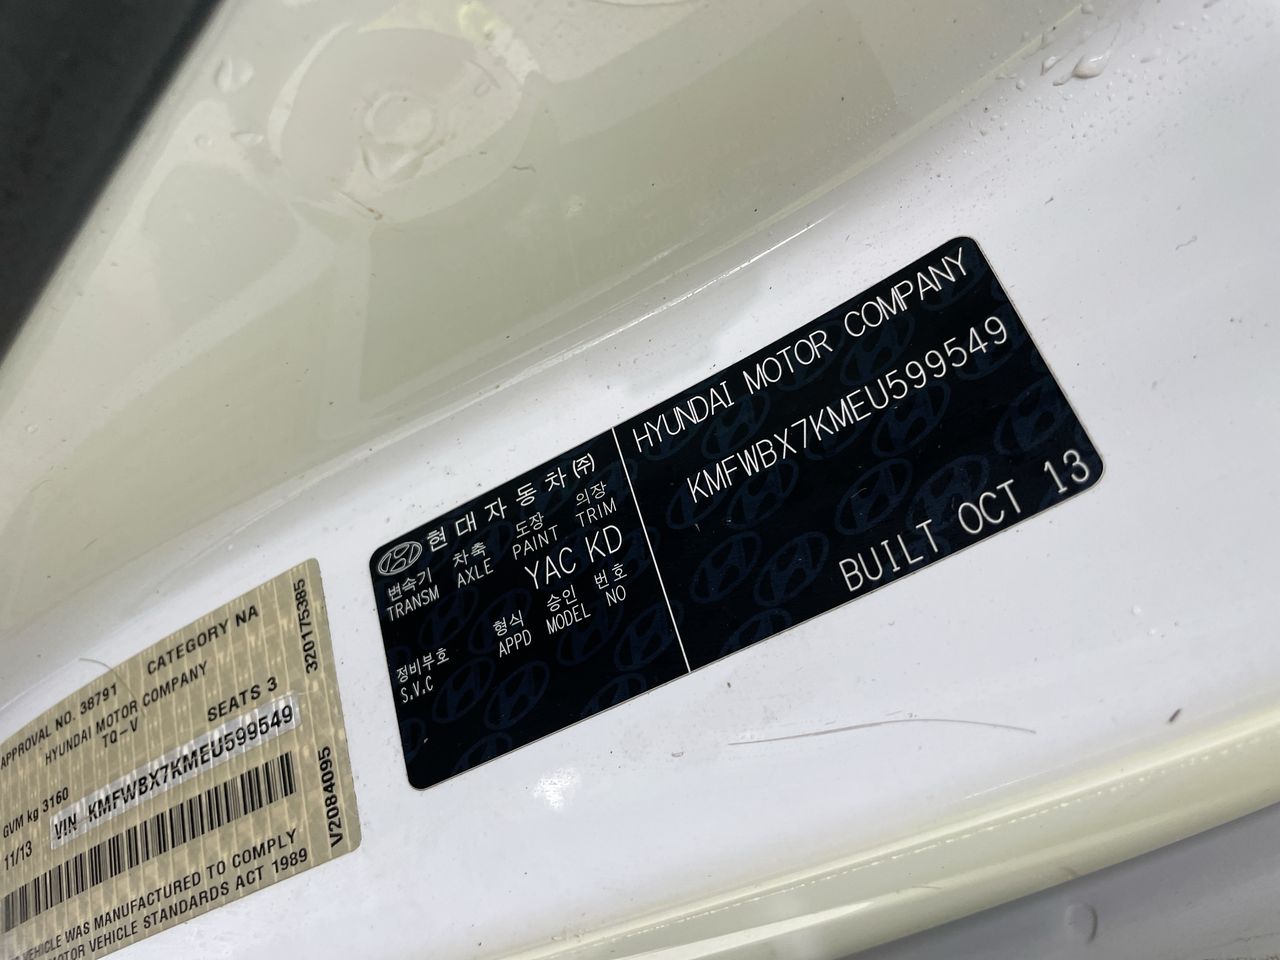 현대자동차(주)
변속기 차축 도장 의장
TRANSM AXLE PAINT TRIM
YAC KD
형식 승인 번호
정비부호 APPD MODEL NO
S.V.C
HYUNDAI MOTOR COMPANY
KMFWBX7KMEU599549
BUILT OCT 13
APPROVAL NO. 38791 CATEGORY NA
HYUNDAI MOTOR COMPANY
TQ-V SEATS 3
GVM kg 3160
11/13 VIN KMFWBX7KMEU599549
VEHICLE WAS MANUFACTURED TO COMPLY
MOTOR VEHICLE STANDARDS ACT 1989
320175385
V2084095